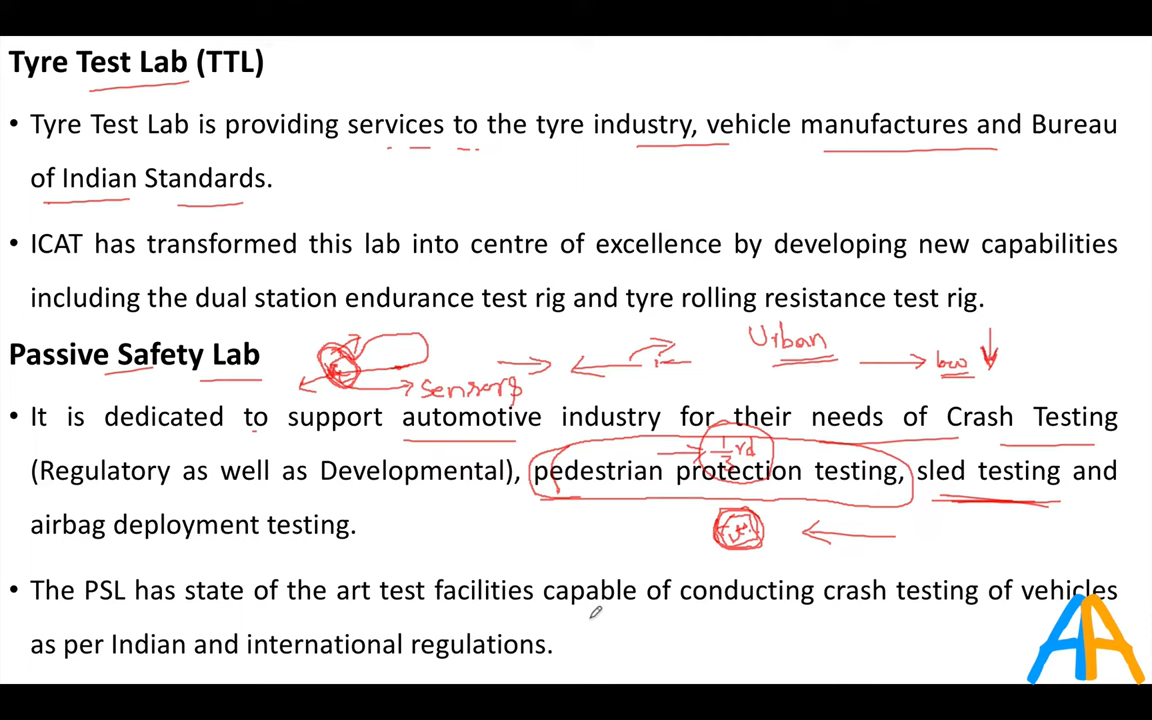 Tyre Test Lab (TTL)
• Tyre Test Lab is providing services to the tyre industry, vehicle manufactures and Bureau
of Indian Standards.
• ICAT has transformed this lab into centre of excellence by developing new capabilities
including the dual station endurance test rig and tyre rolling resistance test rig.
Urban
Passive Safety Lab
sensors
• It is dedicated to support automotive industry for their needs of Crash Testing
1/3 rd
(Regulatory as well as Developmental), pedestrian protection testing, sled testing and
airbag deployment testing.
• The PSL has state of the art test facilities capable of conducting crash testing of vehicles
as per Indian and international regulations.
AA